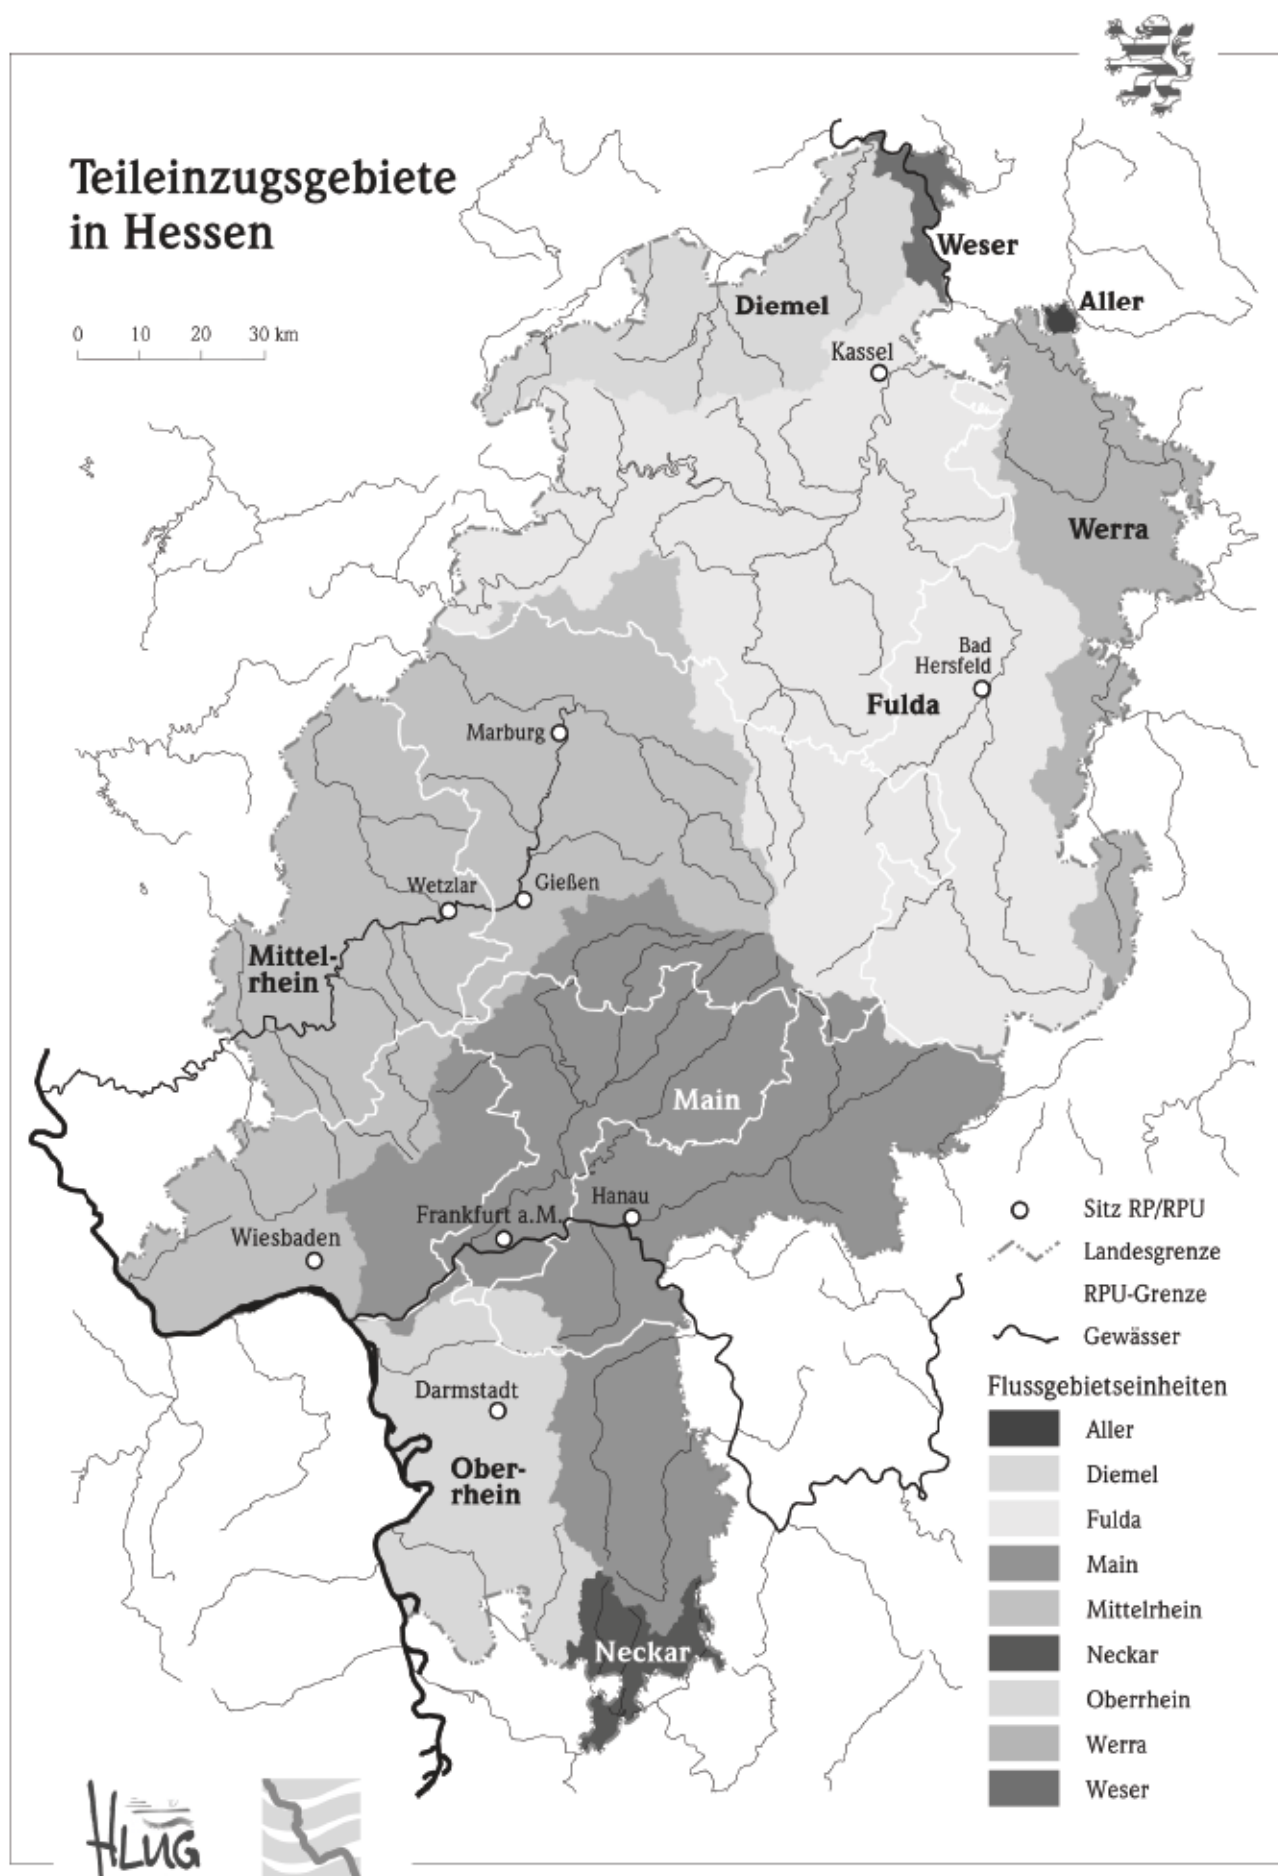 Teileinzugsgebiete
in Hessen
0 10 20 30 km
Weser
Aller
Diemel
Kassel
Werra
Bad
Hersfeld
Fulda
Marburg
Wetzlar
Gießen
Mittel-
rhein
Main
Hanau
Frankfurt a.M.
Wiesbaden
Darmstadt
Ober-
rhein
Neckar
Sitz RP/RPU
Landesgrenze
RPU-Grenze
Gewässer
Flussgebietseinheiten
Aller
Diemel
Fulda
Main
Mittelrhein
Neckar
Oberrhein
Werra
Weser
HLUG